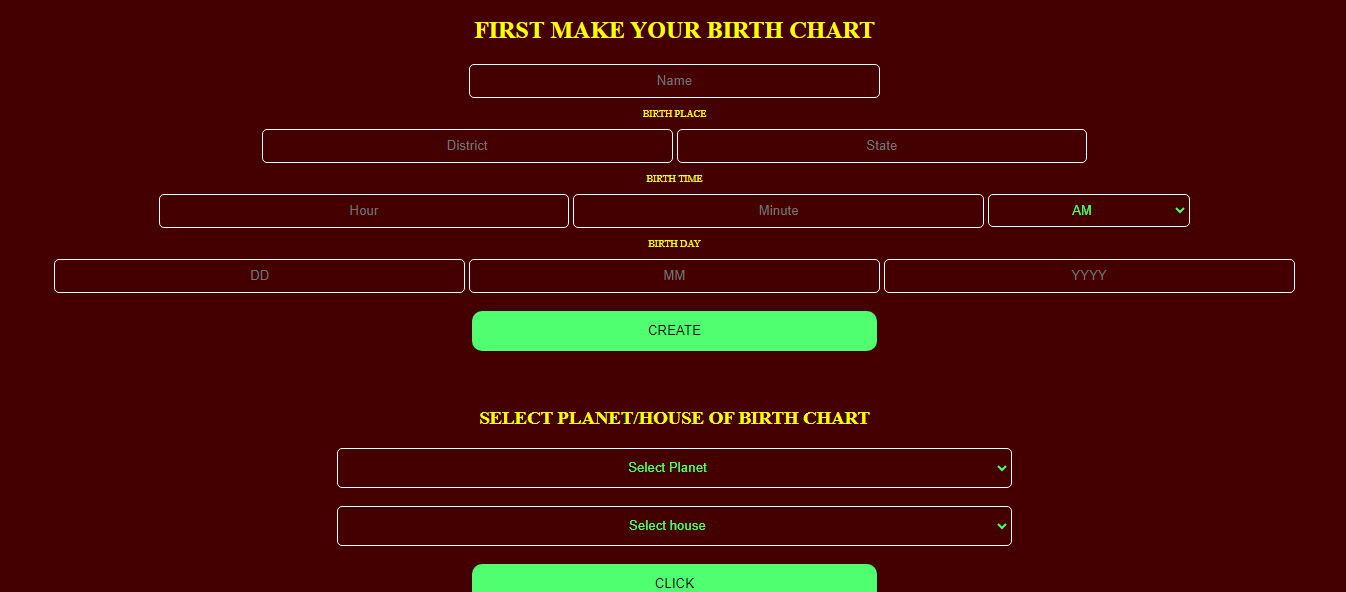 FIRST MAKE YOUR BIRTH CHART
Name
BIRTH PLACE
District State
BIRTH TIME
Hour Minute AM
BIRTH DAY
DD MM YYYY
CREATE
SELECT PLANET/HOUSE OF BIRTH CHART
Select Planet
Select house
CLICK